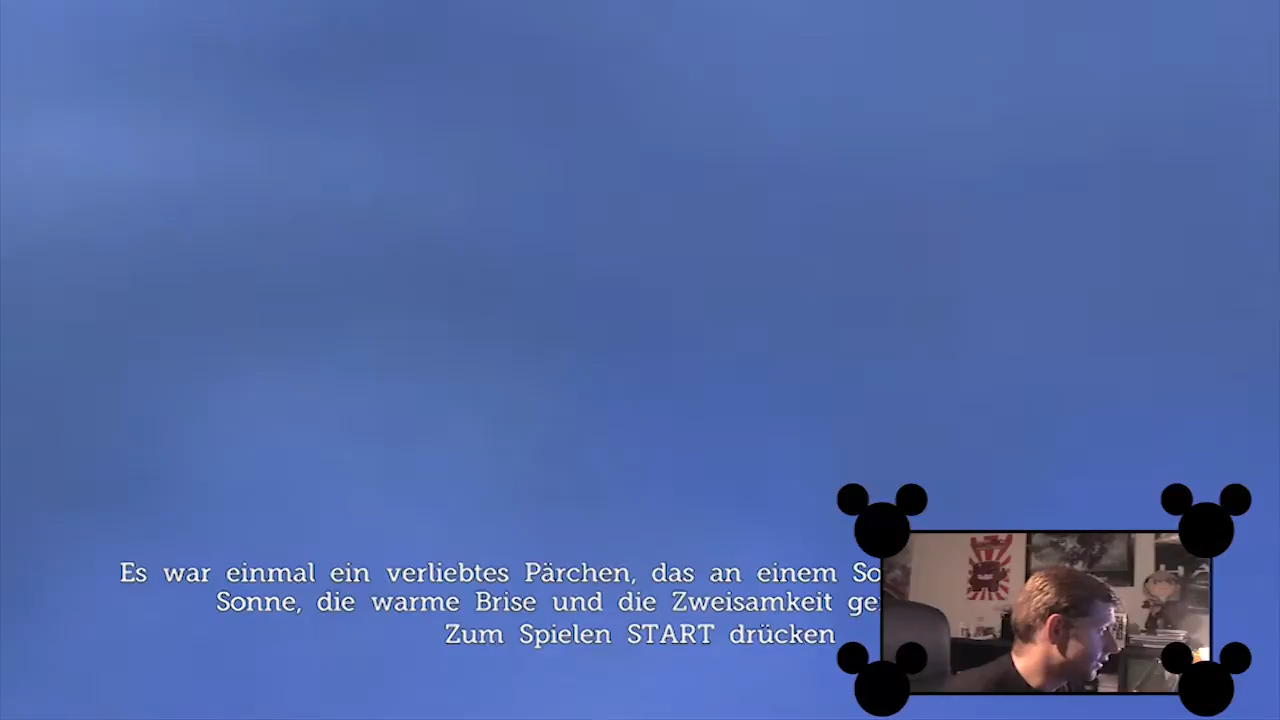 Es war einmal ein verliebtes Pärchen, das an einem
Sonne, die warme Brise und die Zweisamkeit
Zum Spielen START drücken